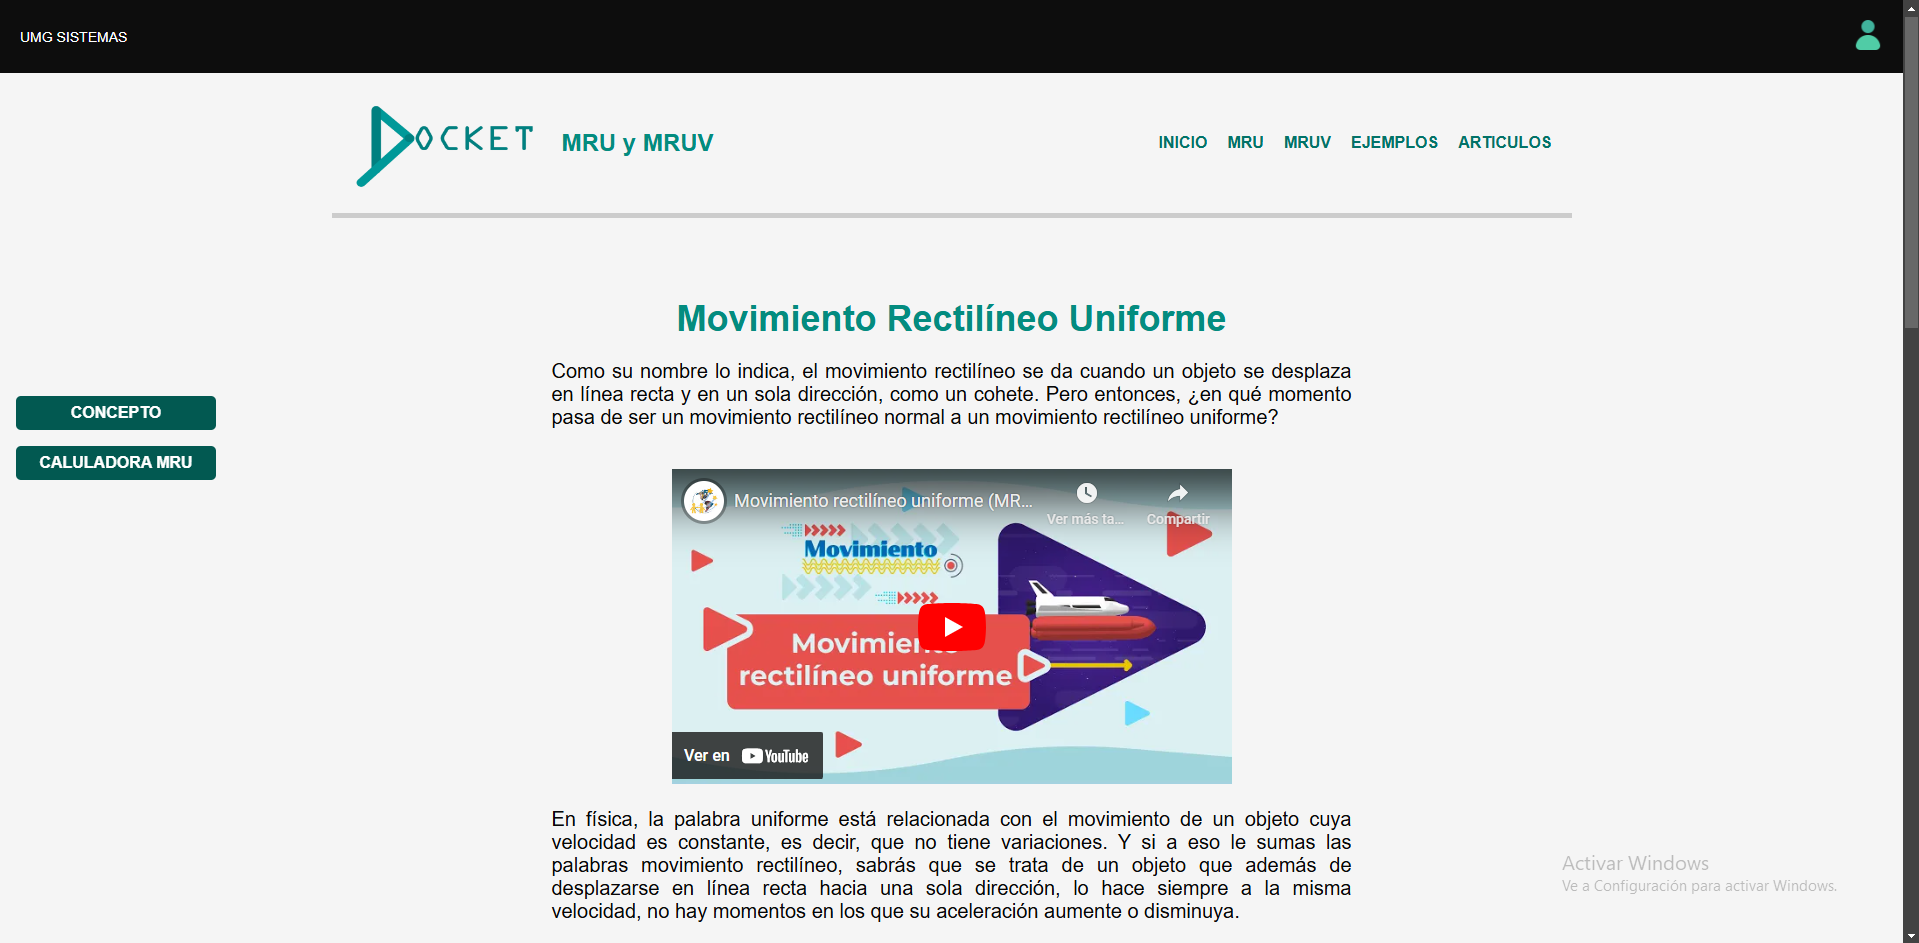 UMG SISTEMAS
DOCKET
MRU y MRUV
INICIO MRU MRUV EJEMPLOS ARTICULOS
Movimiento Rectilíneo Uniforme
Como su nombre lo indica, el movimiento rectilíneo se da cuando un objeto se desplaza
en línea recta y en un sola dirección, como un cohete. Pero entonces, ¿en qué momento
pasa de ser un movimiento rectilíneo normal a un movimiento rectilíneo uniforme?
CONCEPTO
CALULADORA MRU
Movimiento rectilíneo uniforme (MR...
Ver más ta...
Compartir
Movimiento
Movimiento
rectilíneo uniforme
Ver en YouTube
En física, la palabra uniforme está relacionada con el movimiento de un objeto cuya
velocidad es constante, es decir, que no tiene variaciones. Y si a eso le sumas las
palabras movimiento rectilíneo, sabrás que se trata de un objeto que además de
desplazarse en línea recta hacia una sola dirección, lo hace siempre a la misma
velocidad, no hay momentos en los que su aceleración aumente o disminuya.
Activar Windows
Ve a Configuración para activar Windows.